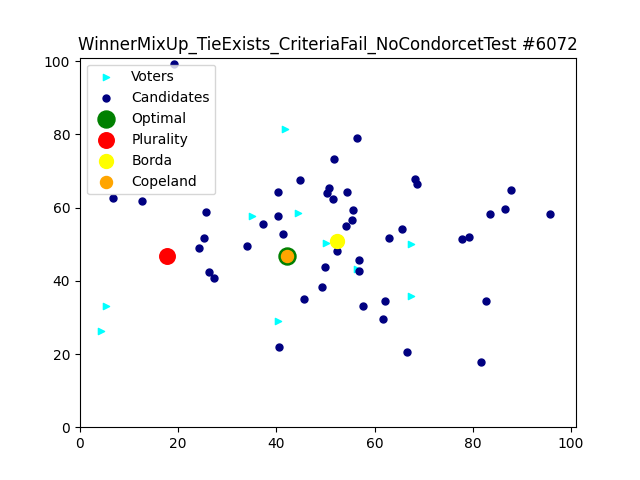 WinnerMixUp_TieExists_CriteriaFail_NoCondorcetTest #6072
Voters
Candidates
Optimal
Plurality
Borda
Copeland
100
80
60
40
20
0
0 20 40 60 80 100